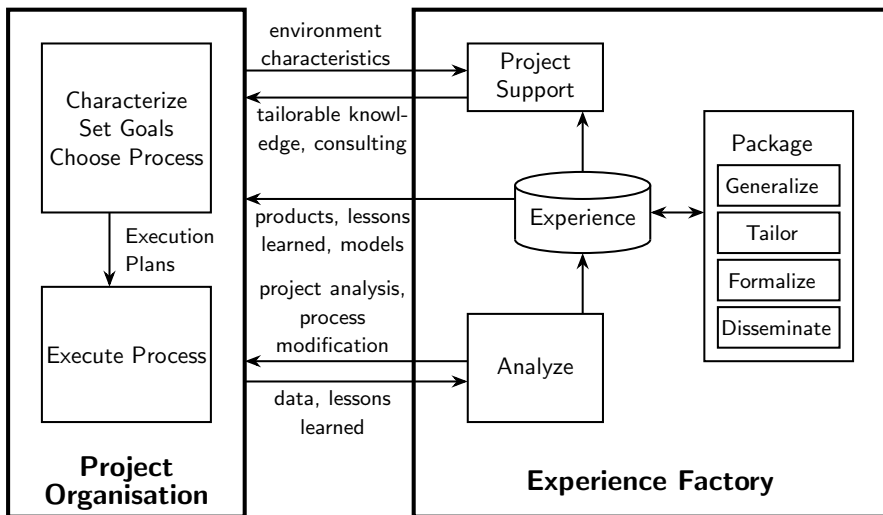 Characterize
Set Goals
Choose Process
Execution
Plans
Execute Process
Project
Organisation
environment
characteristics
tailorable knowl-
edge, consulting
products, lessons
learned, models
project analysis,
process
modification
data, lessons
learned
Project
Support
Experience
Analyze
Package
Generalize
Tailor
Formalize
Disseminate
Experience Factory